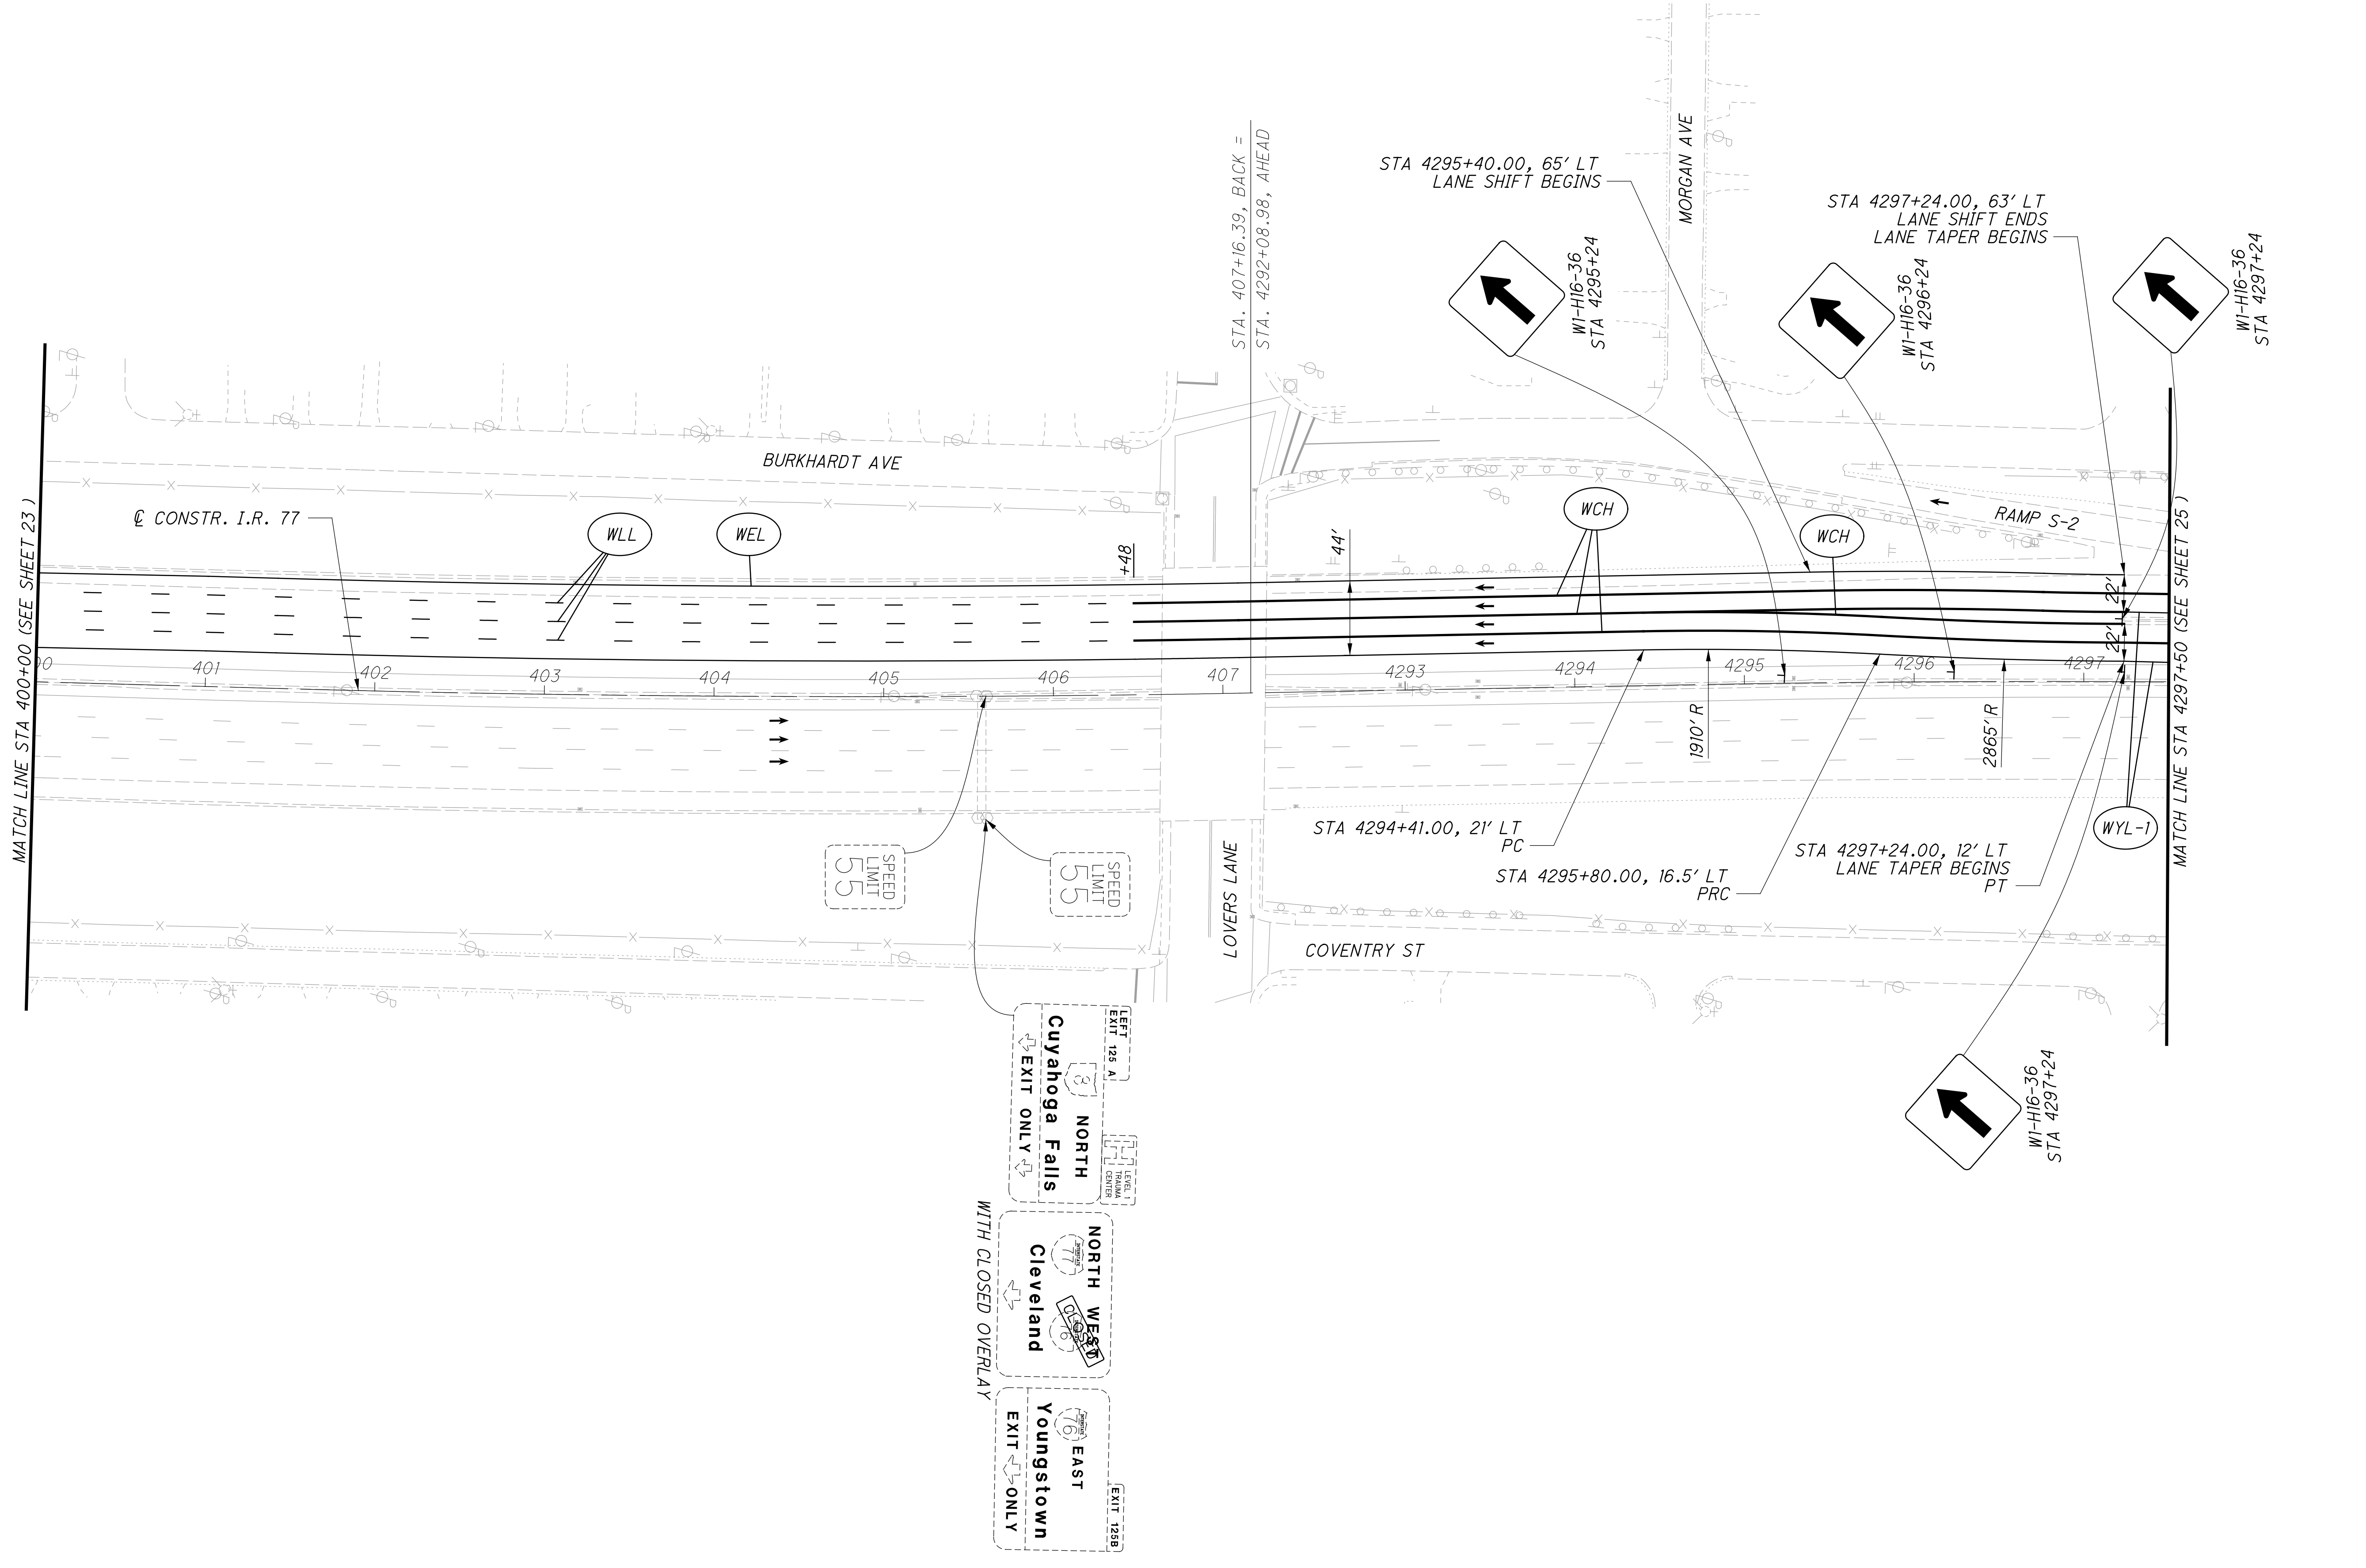 MORGAN AVE
STA. 407+16.39, BACK =
STA. 4292+08.98, AHEAD
STA 4295+40.00, 65' LT
LANE SHIFT BEGINS
STA 4297+24.00, 63' LT
LANE SHIFT ENDS
LANE TAPER BEGINS
W1-H16-36
STA 4295+24
W1-H16-36
STA 4296+24
W1-H16-36
STA 4297+24
BURKHARDT AVE
℄ CONSTR. I.R. 77
WLL
WEL
+48
44'
WCH
WCH
RAMP S-2
22'
22'
MATCH LINE STA 400+00 (SEE SHEET 23 )
00
401
402
403
404
405
406
407
4293
4294
4295
4296
4297
MATCH LINE STA 4297+50 (SEE SHEET 25 )
1910' R
2865' R
STA 4294+41.00, 21' LT
PC
STA 4295+80.00, 16.5' LT
PRC
STA 4297+24.00, 12' LT
LANE TAPER BEGINS
PT
WYL-1
SPEED
LIMIT
55
SPEED
LIMIT
55
LOVERS LANE
COVENTRY ST
W1-H16-36
STA 4297+24
LEFT
EXIT 125 A
8 NORTH
Cuyahoga Falls
EXIT ONLY
H
LEVEL 1
TRAUMA
CENTER
NORTH WEST
INTERSTATE
77
76
CLOSED
Cleveland
WITH CLOSED OVERLAY
EXIT 125B
INTERSTATE
76 EAST
Youngstown
EXIT ONLY